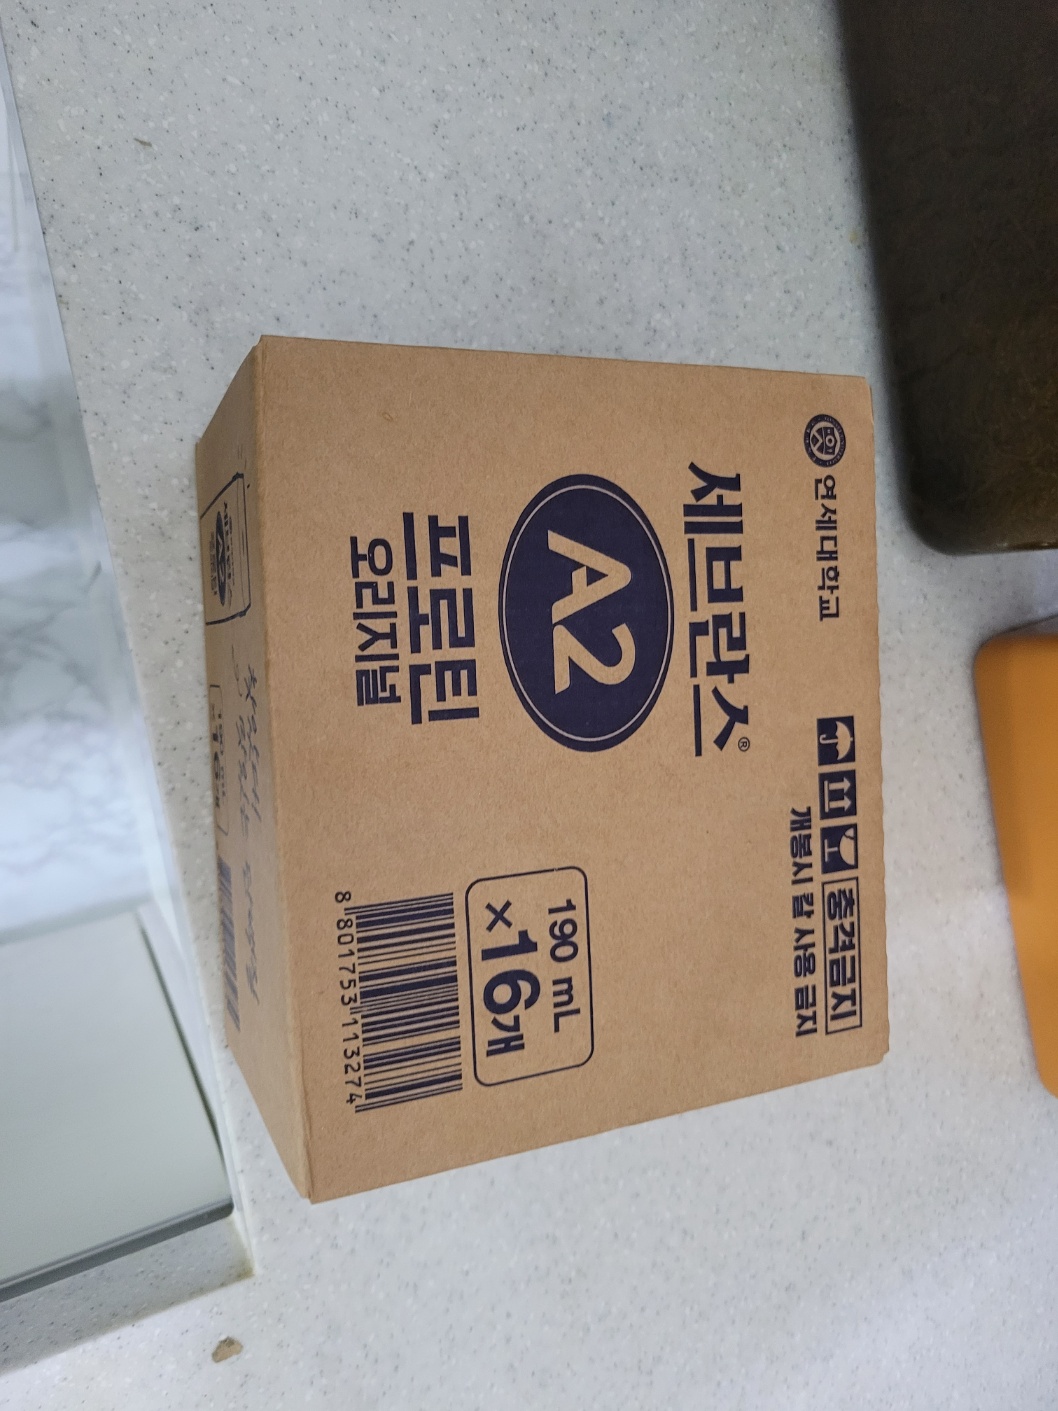 연세대학교
충격금지
개봉시 칼 사용 금지
세브란스®
A2
프로틴
오리지널
190 mL
×16개
8 801753 113274